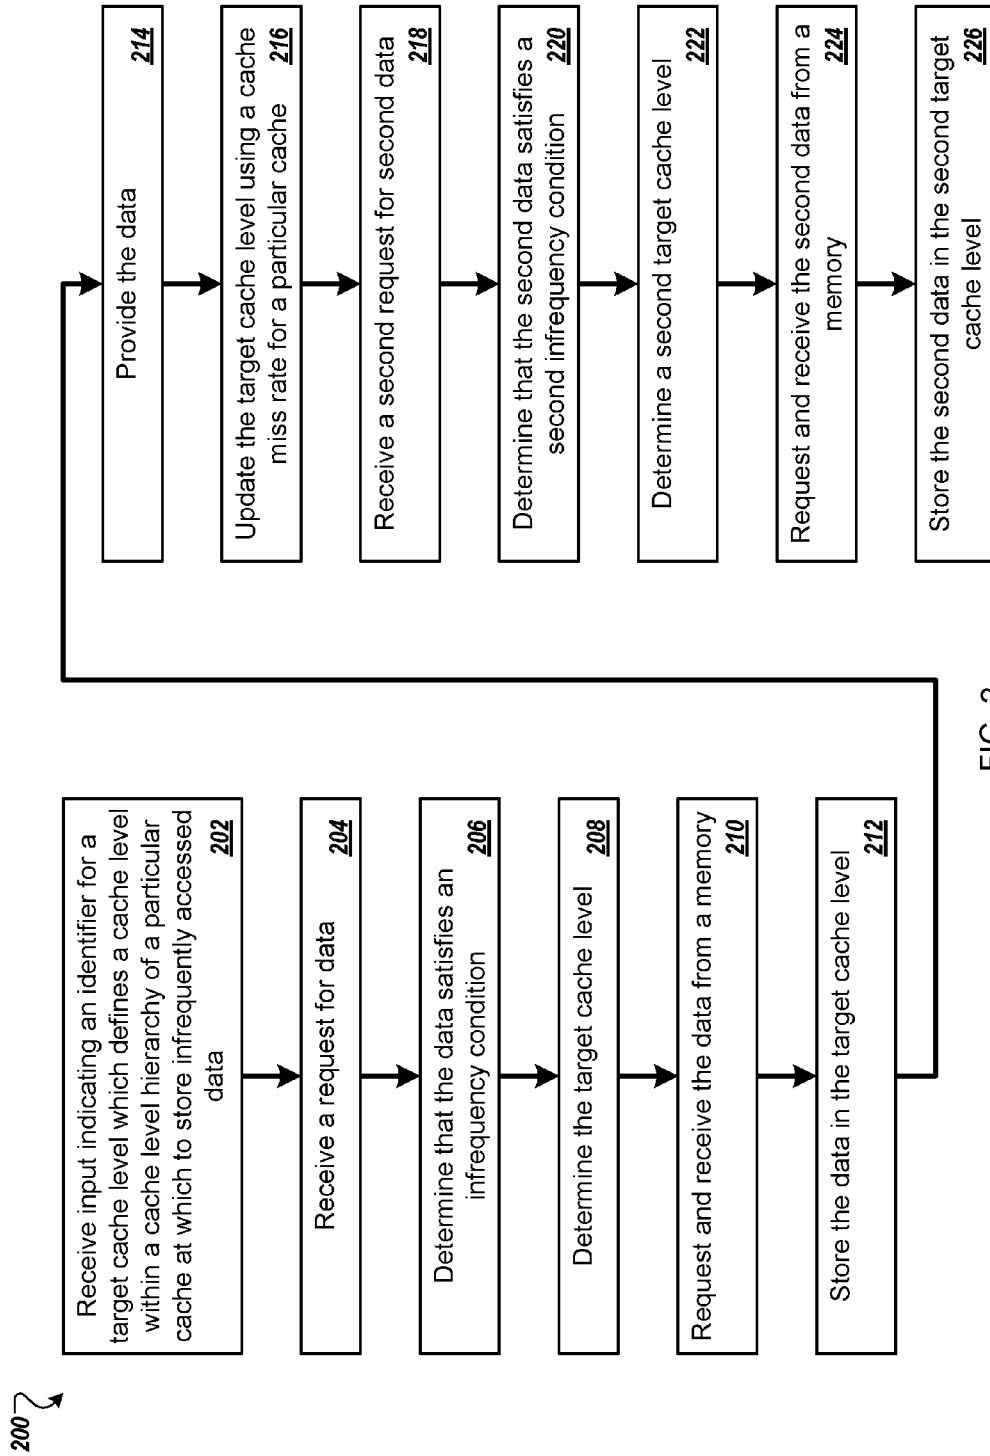 200
Receive input indicating an identifier for a
target cache level which defines a cache level
within a cache level hierarchy of a particular
cache at which to store infrequently accessed
data
202
Receive a request for data
204
Determine that the data satisfies an
infrequency condition
206
Determine the target cache level
208
Request and receive the data from a memory
210
Store the data in the target cache level
212
Provide the data
214
Update the target cache level using a cache
miss rate for a particular cache
216
Receive a second request for second data
218
Determine that the second data satisfies a
second infrequency condition
220
Determine a second target cache level
222
Request and receive the second data from a
memory
224
Store the second data in the second target
cache level
226